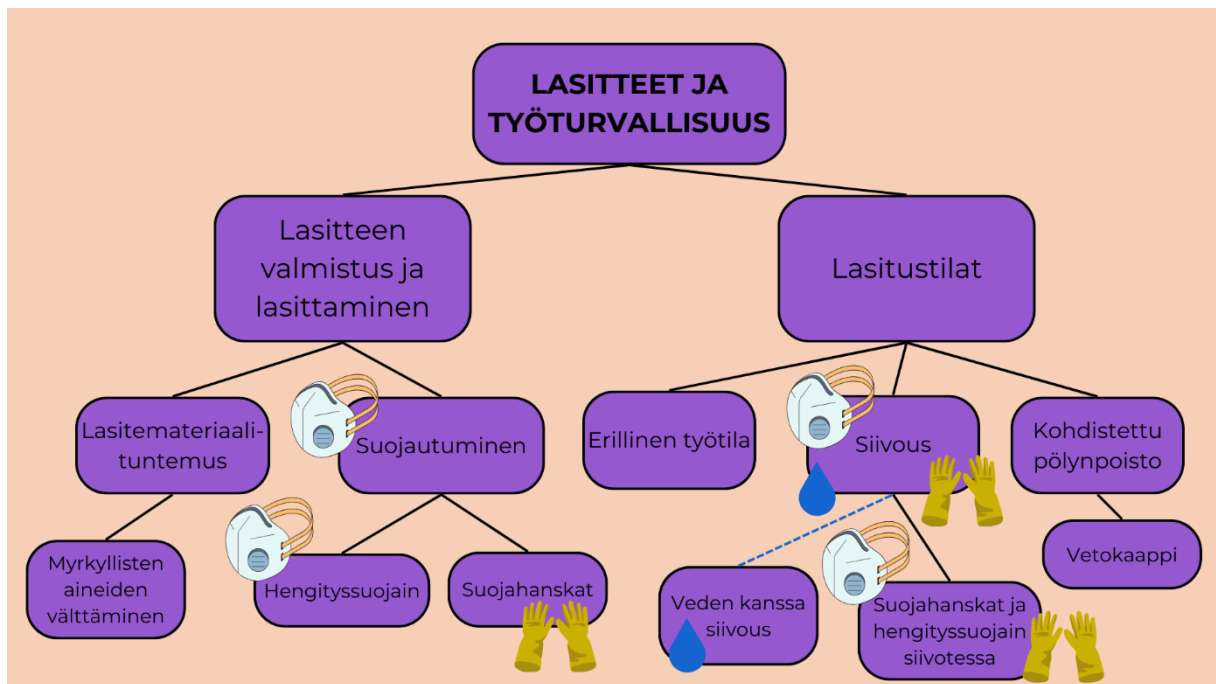 LASITTEET JA
TYÖTURVALLISUUS
Lasitteen
valmistus ja
lasittaminen
Lasitustilat
Lasitemateriaali-
tuntemus
Suojautuminen
Erillinen työtila
Siivous
Kohdistettu
pölynpoisto
Myrkyllisten
aineiden
välttäminen
Hengityssuojain
Suojahanskat
Veden kanssa
siivous
Suojahanskat ja
hengityssuojain
siivotessa
Vetokaappi